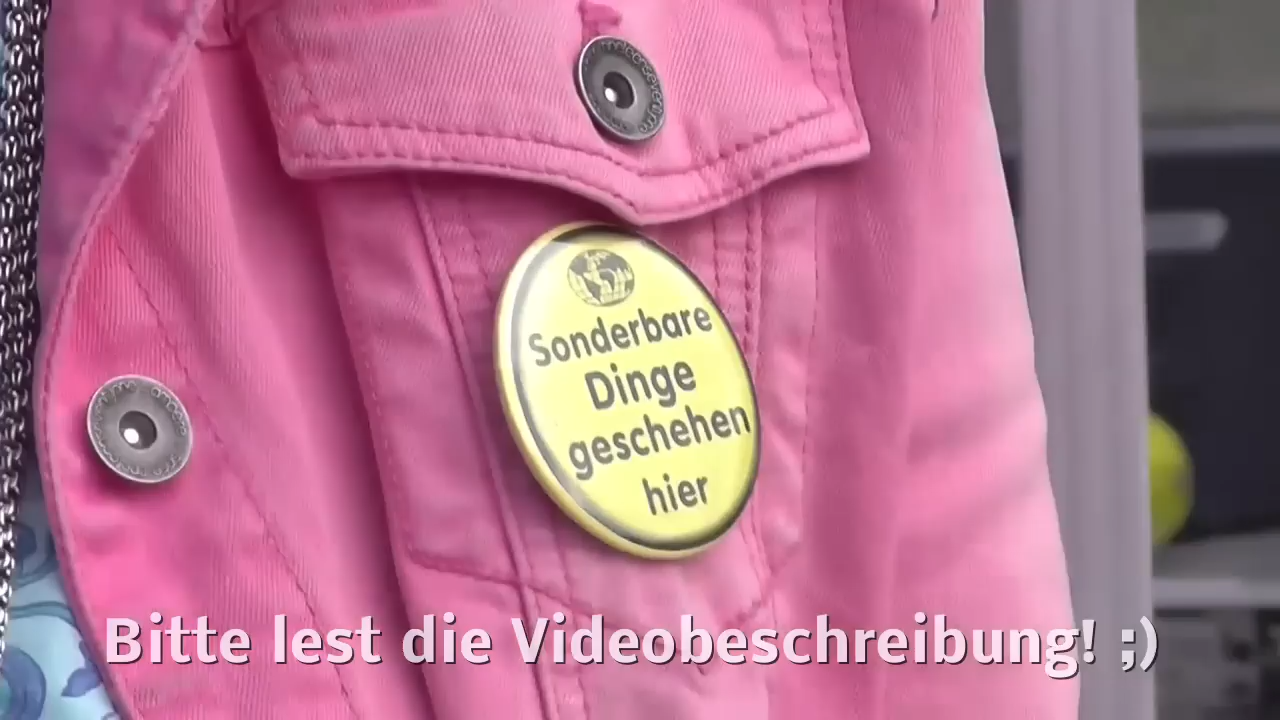 Sonderbare
Dinge
geschehen
hier
Bitte lest die Videobeschreibung! ;)